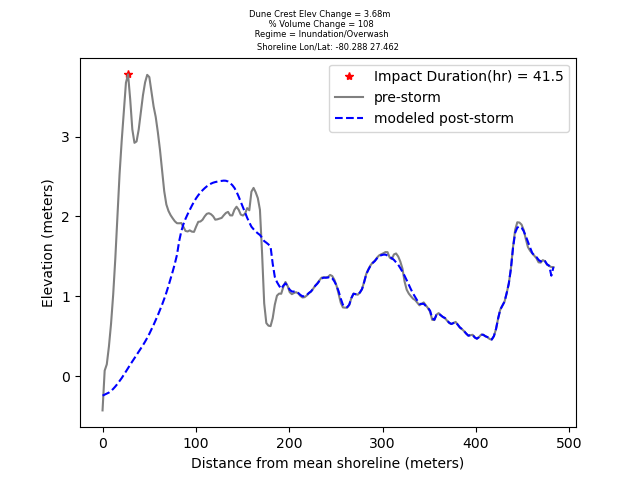 Dune Crest Elev Change = 3.68m
% Volume Change = 108
Regime = Inundation/Overwash
Shoreline Lon/Lat: -80.288 27.462
Impact Duration(hr) = 41.5
pre-storm
modeled post-storm
Elevation (meters)
3
2
1
0
0 100 200 300 400 500
Distance from mean shoreline (meters)